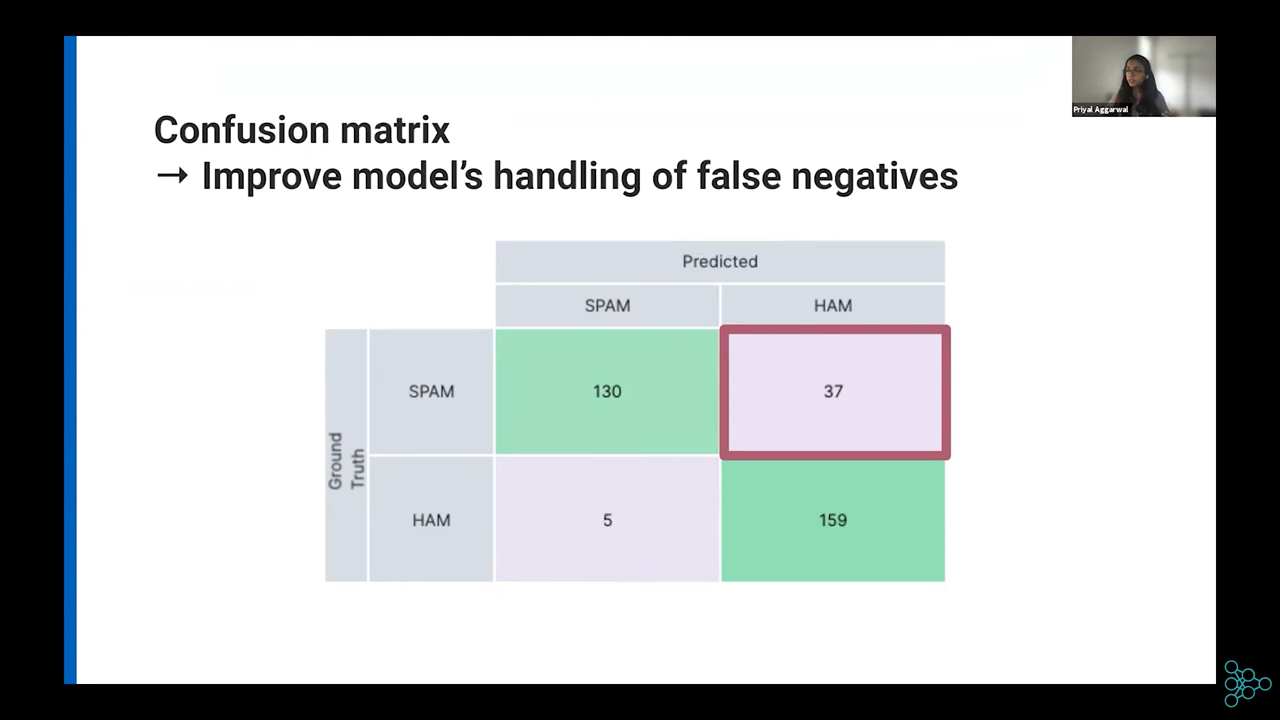 Priyal Aggarwal
Confusion matrix
→ Improve model's handling of false negatives
Predicted
SPAM HAM
Ground
Truth
SPAM 130 37
HAM 5 159